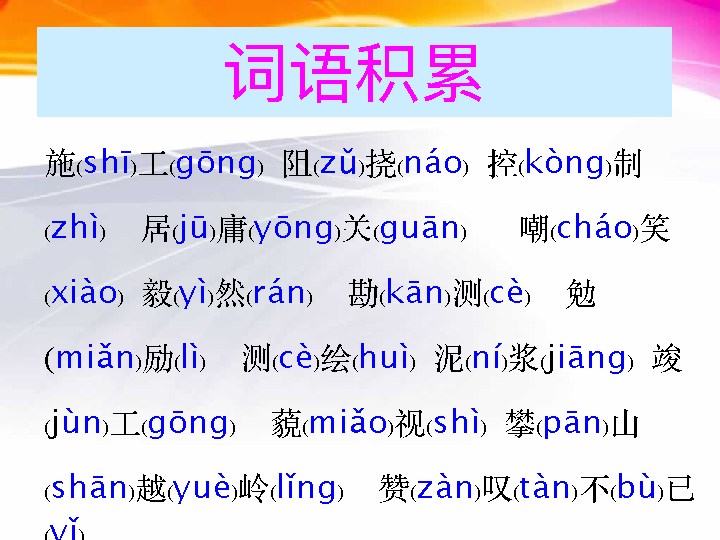 词语积累
施(shī)工(gōng) 阻(zǔ)挠(náo) 控(kòng)制
(zhì) 居(jū)庸(yōng)关(guān) 嘲(cháo)笑
(xiào) 毅(yì)然(rán) 勘(kān)测(cè) 勉
(miǎn)励(lì) 测(cè)绘(huì) 泥(ní)浆(jiāng) 竣
(jùn)工(gōng) 藐(miǎo)视(shì) 攀(pān)山
(shān)越(yuè)岭(lǐng) 赞(zàn)叹(tàn)不(bù)已
(yǐ)